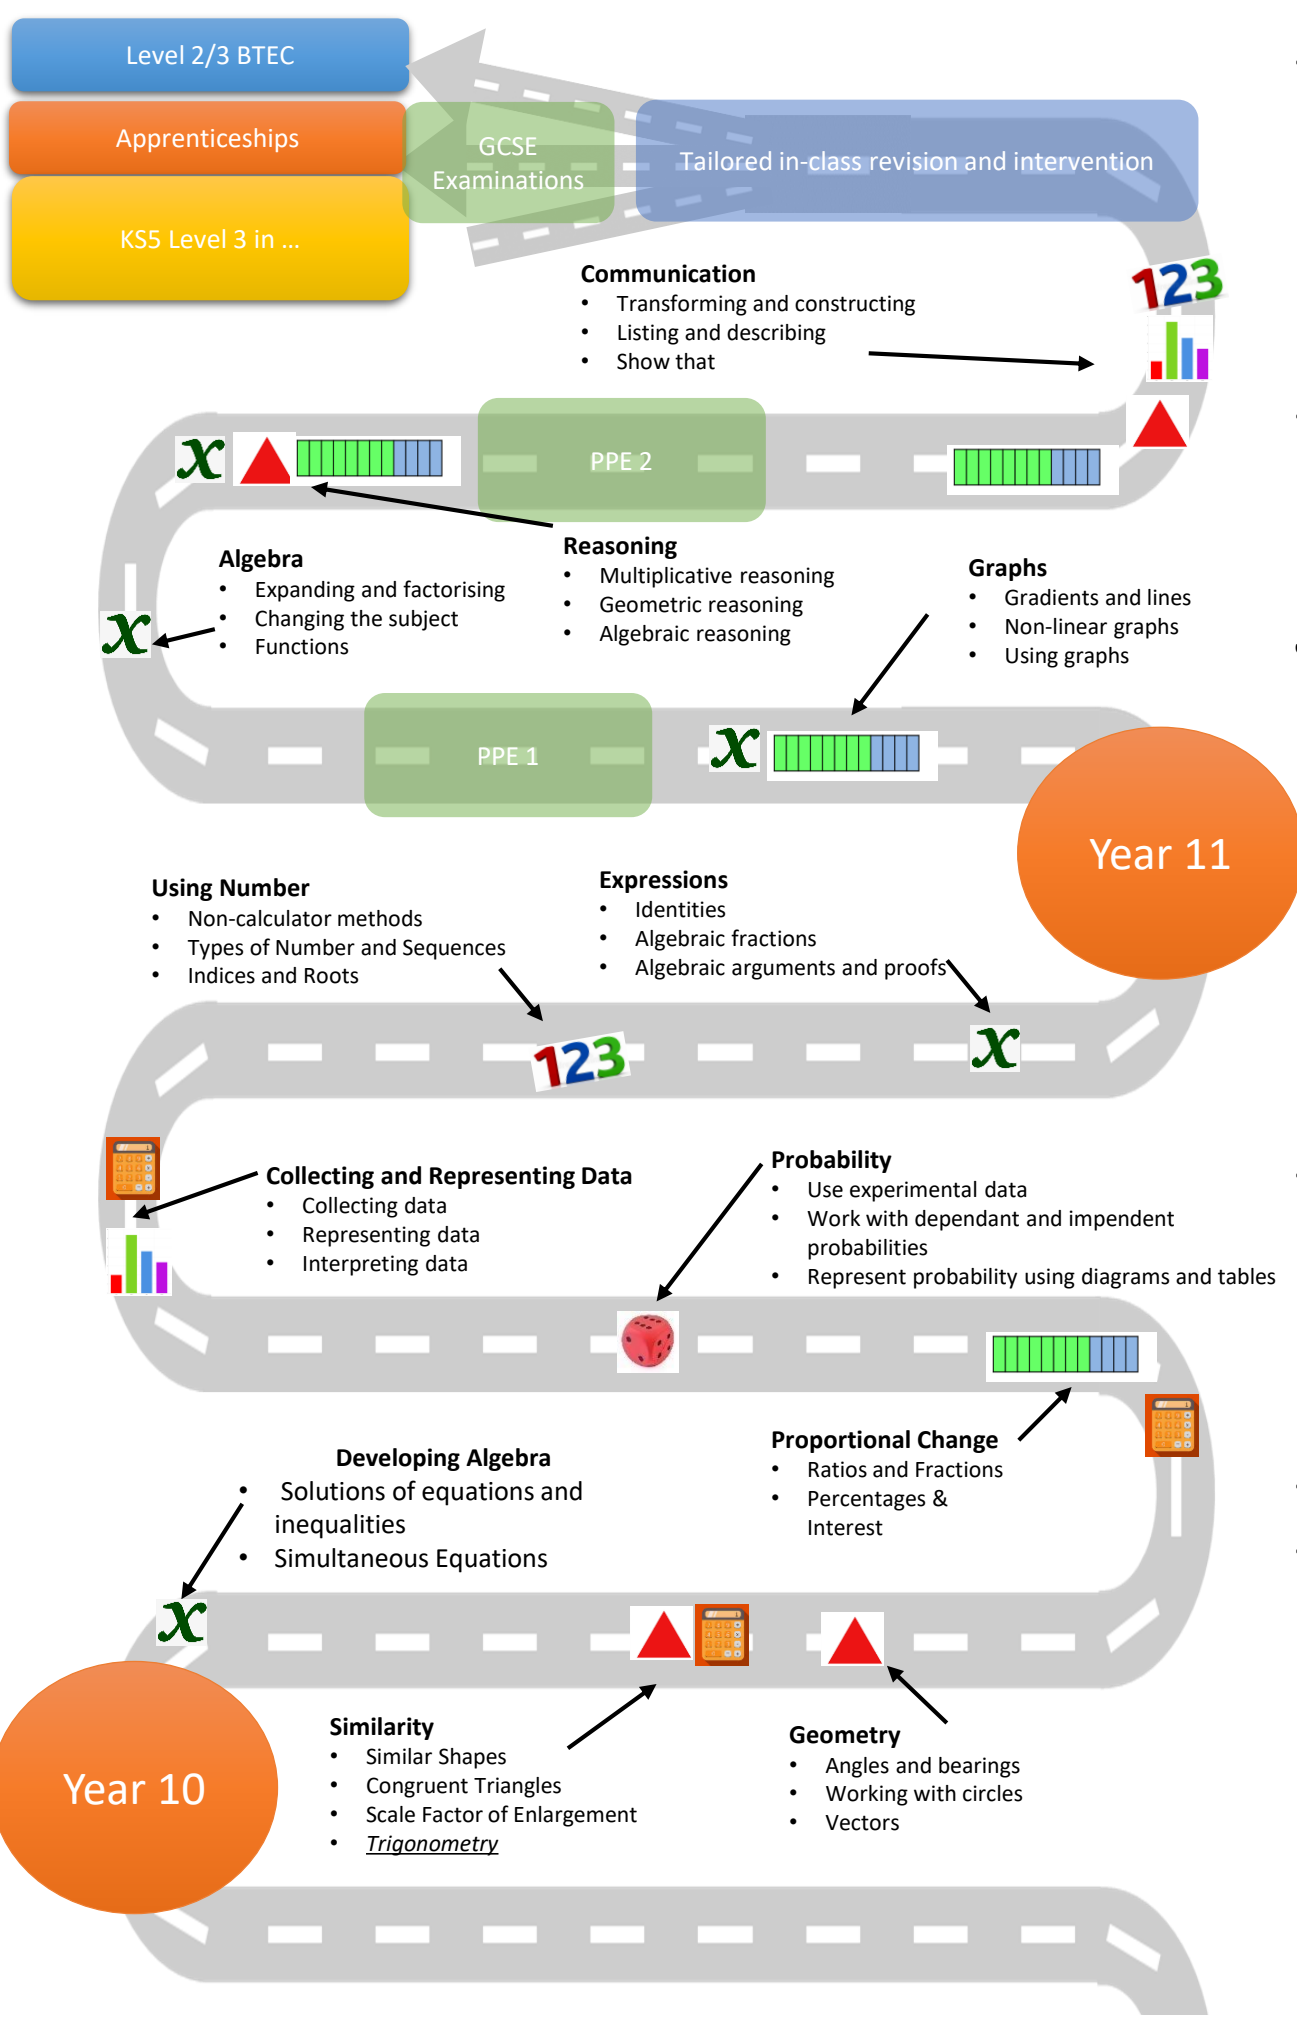 Level 2/3 BTEC
Apprenticeships
KS5 Level 3 in ...
GCSE
Examinations
Tailored in-class revision and intervention
Communication
• Transforming and constructing
• Listing and describing
• Show that
123
x
PPE 2
Algebra
• Expanding and factorising
• Changing the subject
• Functions
Reasoning
• Multiplicative reasoning
• Geometric reasoning
• Algebraic reasoning
Graphs
• Gradients and lines
• Non-linear graphs
• Using graphs
x
PPE 1
x
Year 11
Using Number
• Non-calculator methods
• Types of Number and Sequences
• Indices and Roots
Expressions
• Identities
• Algebraic fractions
• Algebraic arguments and proofs
123
x
Collecting and Representing Data
• Collecting data
• Representing data
• Interpreting data
Probability
• Use experimental data
• Work with dependant and impendent
probabilities
• Represent probability using diagrams and tables
Proportional Change
• Ratios and Fractions
• Percentages &
Interest
Developing Algebra
• Solutions of equations and
inequalities
• Simultaneous Equations
x
Year 10
Similarity
• Similar Shapes
• Congruent Triangles
• Scale Factor of Enlargement
• Trigonometry
Geometry
• Angles and bearings
• Working with circles
• Vectors